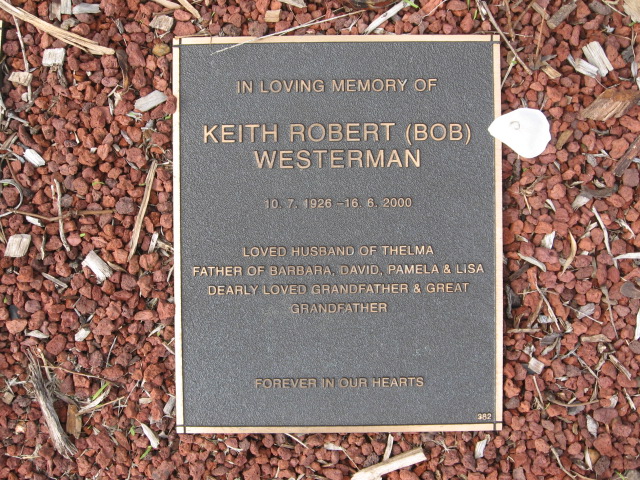 IN LOVING MEMORY OF
KEITH ROBERT (BOB)
WESTERMAN
10. 7. 1926 –16. 6. 2000
LOVED HUSBAND OF THELMA
FATHER OF BARBARA, DAVID, PAMELA & LISA
DEARLY LOVED GRANDFATHER & GREAT
GRANDFATHER
FOREVER IN OUR HEARTS
382